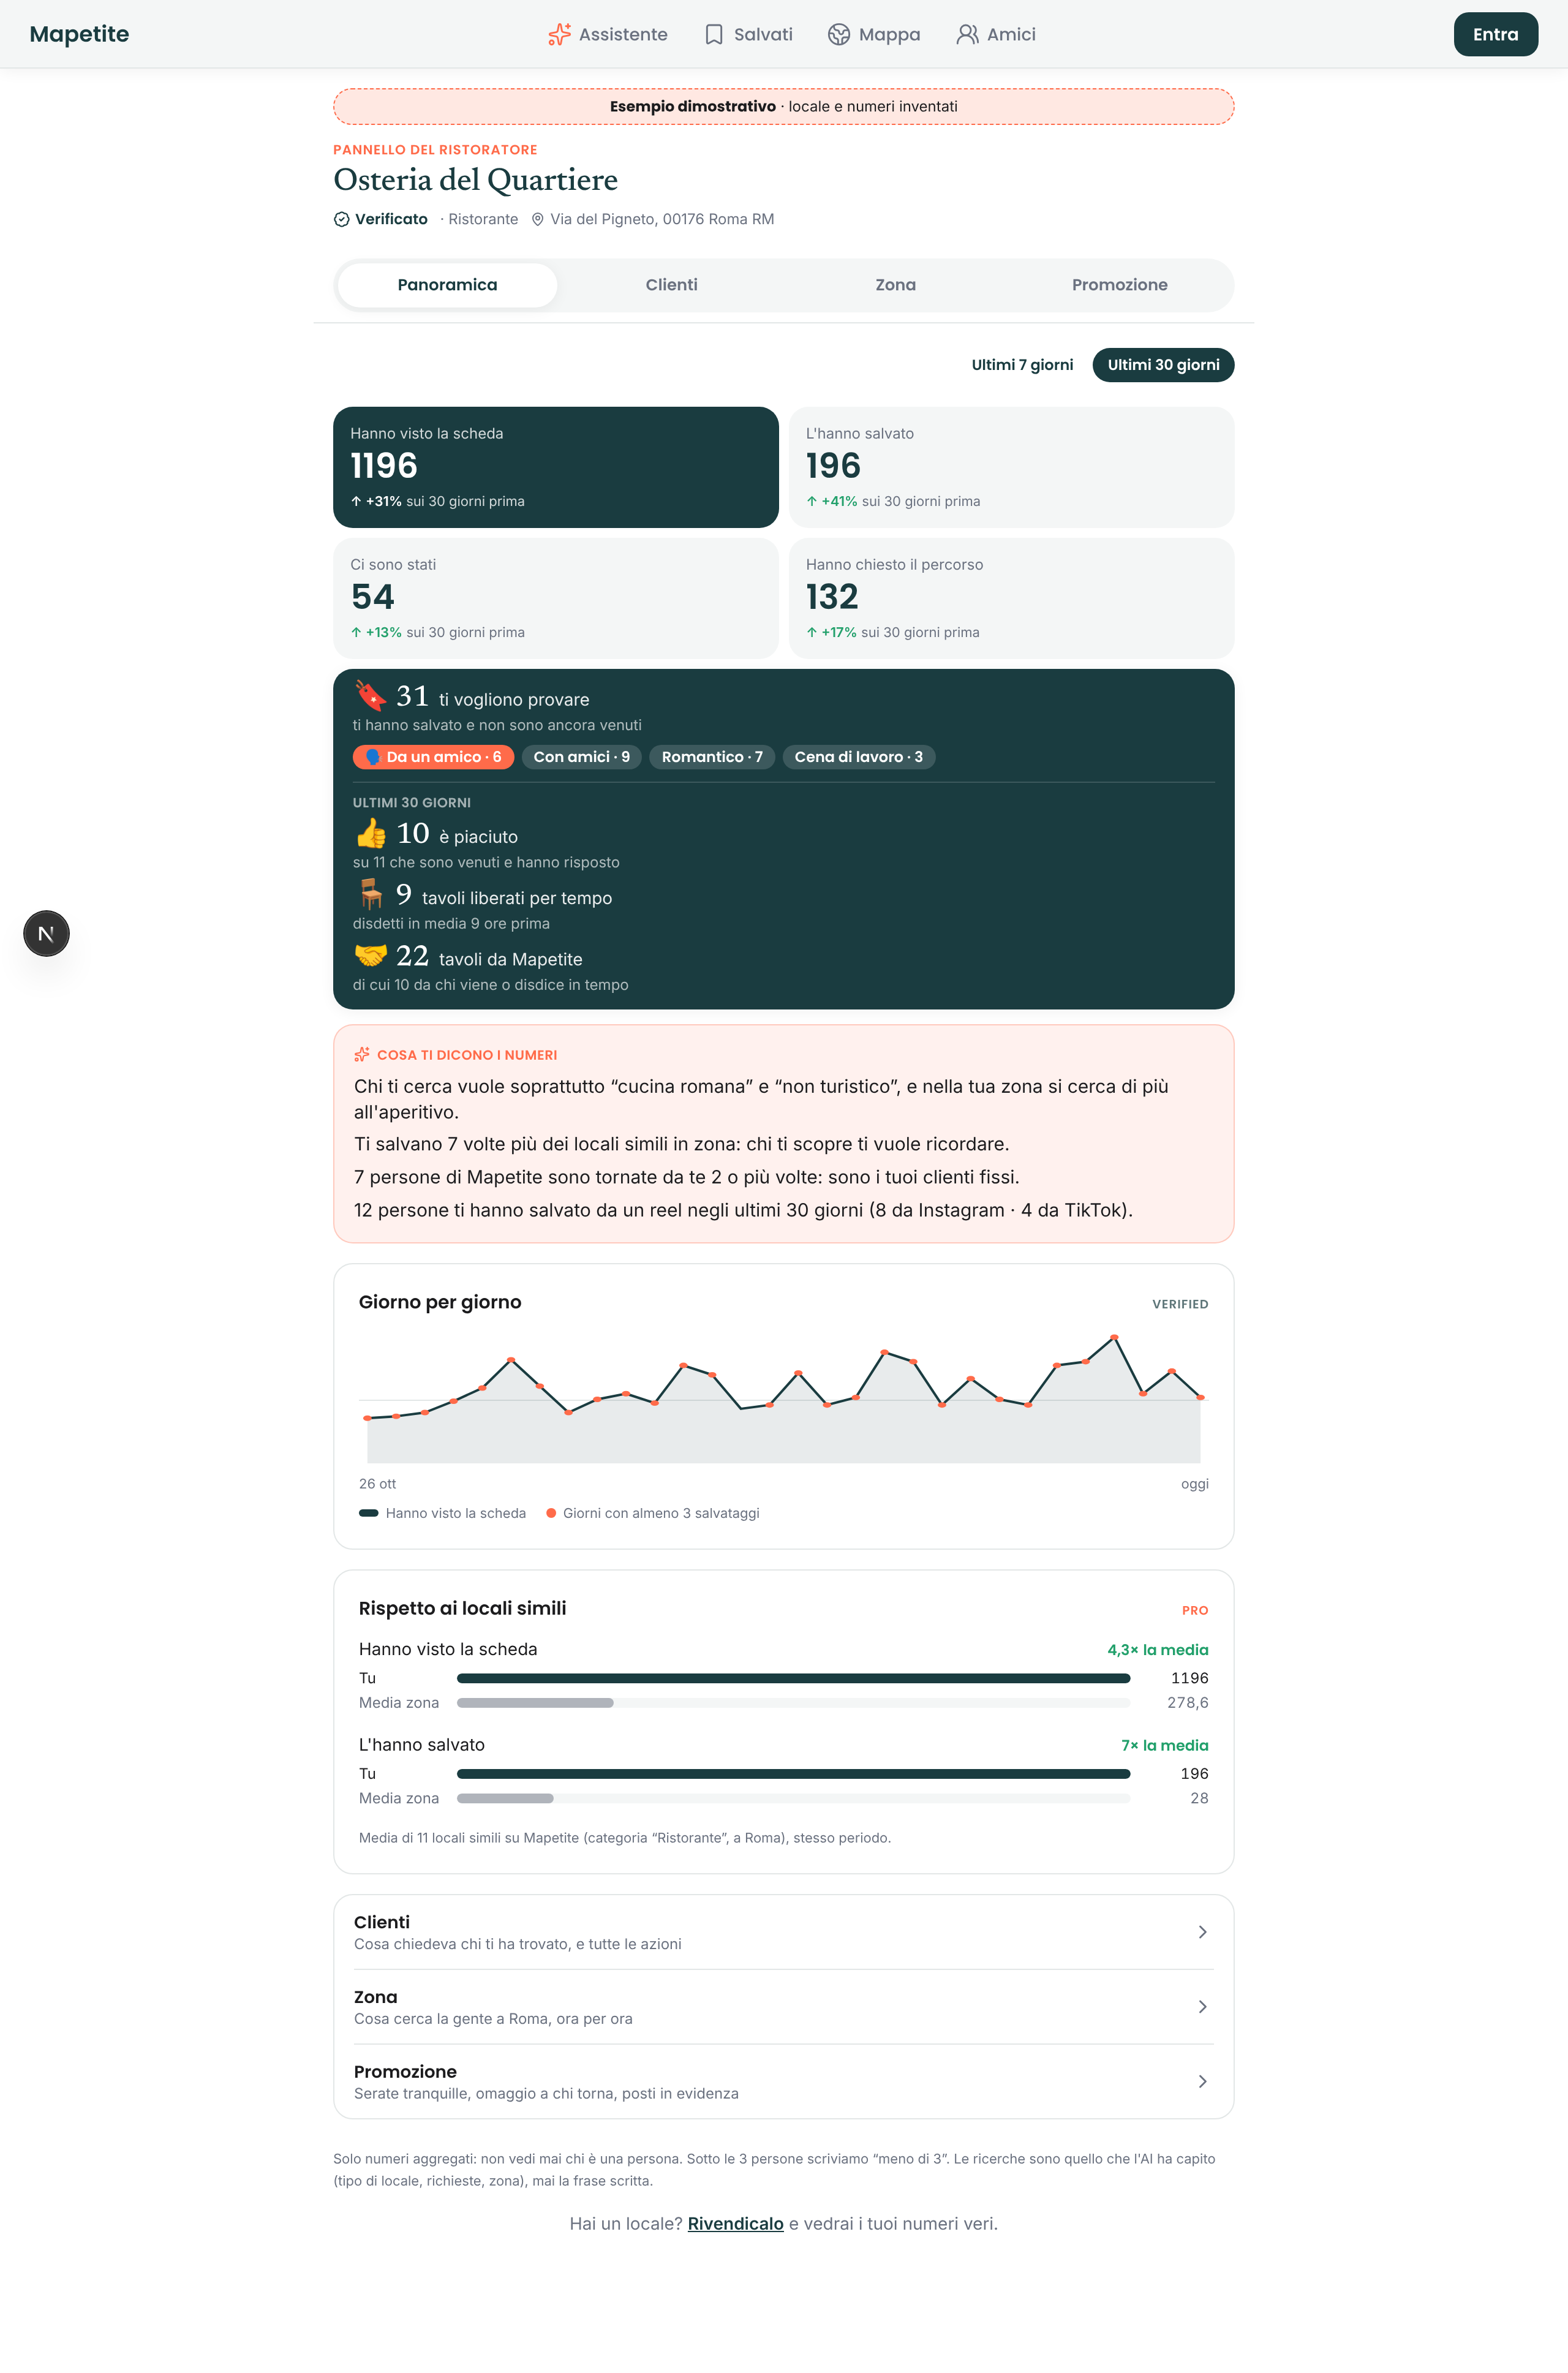 Mapetite
Assistente
Salvati
Mappa
Amici
Entra
Esempio dimostrativo · locale e numeri inventati
PANNELLO DEL RISTORATORE
Osteria del Quartiere
Verificato · Ristorante Via del Pigneto, 00176 Roma RM
Panoramica
Clienti
Zona
Promozione
Ultimi 7 giorni
Ultimi 30 giorni
Hanno visto la scheda
1196
↑ +31% sui 30 giorni prima
L'hanno salvato
196
↑ +41% sui 30 giorni prima
Ci sono stati
54
↑ +13% sui 30 giorni prima
Hanno chiesto il percorso
132
↑ +17% sui 30 giorni prima
31 ti vogliono provare
ti hanno salvato e non sono ancora venuti
Da un amico · 6
Con amici · 9
Romantico · 7
Cena di lavoro · 3
ULTIMI 30 GIORNI
10 è piaciuto
su 11 che sono venuti e hanno risposto
9 tavoli liberati per tempo
disdetti in media 9 ore prima
22 tavoli da Mapetite
di cui 10 da chi viene o disdice in tempo
N
COSA TI DICONO I NUMERI
Chi ti cerca vuole soprattutto “cucina romana” e “non turistico”, e nella tua zona si cerca di più
all'aperitivo.
Ti salvano 7 volte più dei locali simili in zona: chi ti scopre ti vuole ricordare.
7 persone di Mapetite sono tornate da te 2 o più volte: sono i tuoi clienti fissi.
12 persone ti hanno salvato da un reel negli ultimi 30 giorni (8 da Instagram · 4 da TikTok).
Giorno per giorno
VERIFIED
26 ott
oggi
Hanno visto la scheda
Giorni con almeno 3 salvataggi
Rispetto ai locali simili
PRO
Hanno visto la scheda
4,3× la media
Tu
1196
Media zona
278,6
L'hanno salvato
7× la media
Tu
196
Media zona
28
Media di 11 locali simili su Mapetite (categoria “Ristorante”, a Roma), stesso periodo.
Clienti
Cosa chiedeva chi ti ha trovato, e tutte le azioni
Zona
Cosa cerca la gente a Roma, ora per ora
Promozione
Serate tranquille, omaggio a chi torna, posti in evidenza
Solo numeri aggregati: non vedi mai chi è una persona. Sotto le 3 persone scriviamo “meno di 3”. Le ricerche sono quello che l'AI ha capito
(tipo di locale, richieste, zona), mai la frase scritta.
Hai un locale? Rivendicalo e vedrai i tuoi numeri veri.